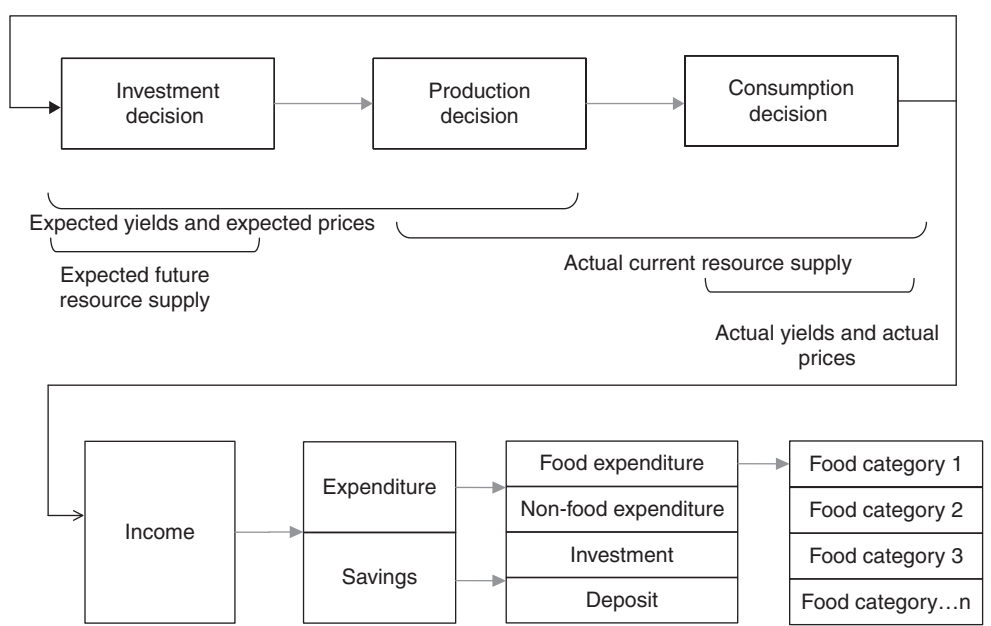 Investment
decision
Production
decision
Consumption
decision
Expected yields and expected prices
Expected future
resource supply
Actual current resource supply
Actual yields and actual
prices
Income
Expenditure
Savings
Food expenditure
Non-food expenditure
Investment
Deposit
Food category 1
Food category 2
Food category 3
Food category…n